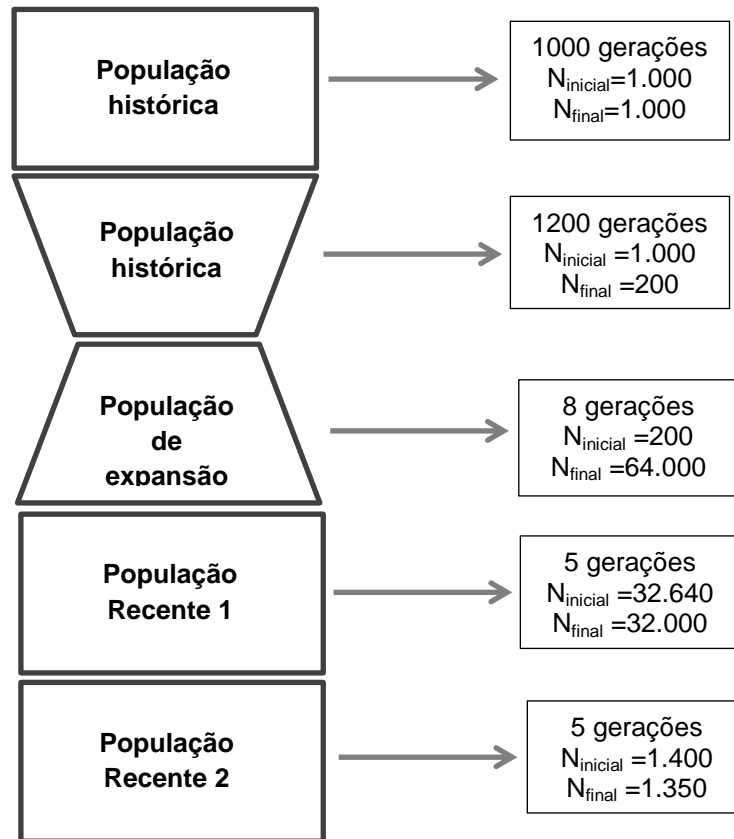 População
histórica
1000 gerações
Ninicial=1.000
Nfinal=1.000
População
histórica
1200 gerações
Ninicial =1.000
Nfinal =200
População
de
expansão
8 gerações
Ninicial =200
Nfinal =64.000
População
Recente 1
5 gerações
Ninicial =32.640
Nfinal =32.000
População
Recente 2
5 gerações
Ninicial =1.400
Nfinal =1.350